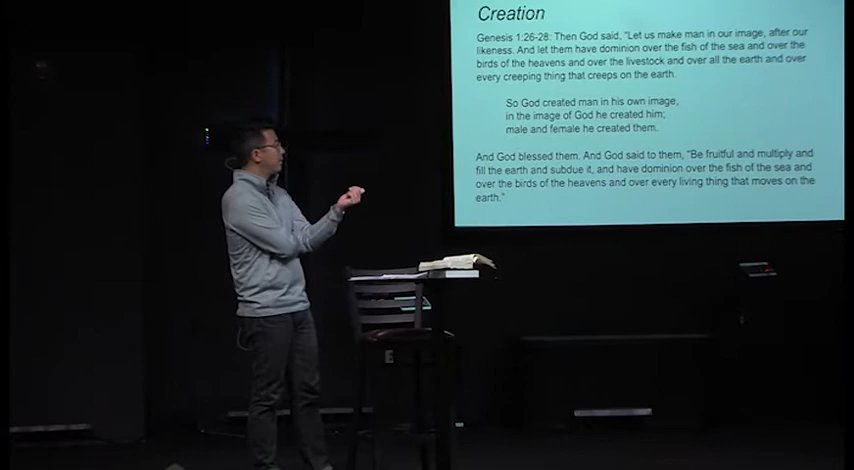 Creation
Genesis 1:26-28: Then God said, "Let us make man in our image, after our
likeness. And let them have dominion over the fish of the sea and over the
birds of the heavens and over the livestock and over all the earth and over
every creeping thing that creeps on the earth.
So God created man in his own image,
in the image of God he created him;
male and female he created them.
And God blessed them. And God said to them, "Be fruitful and multiply and
fill the earth and subdue it, and have dominion over the fish of the sea and
over the birds of the heavens and over every living thing that moves on the
earth."
E